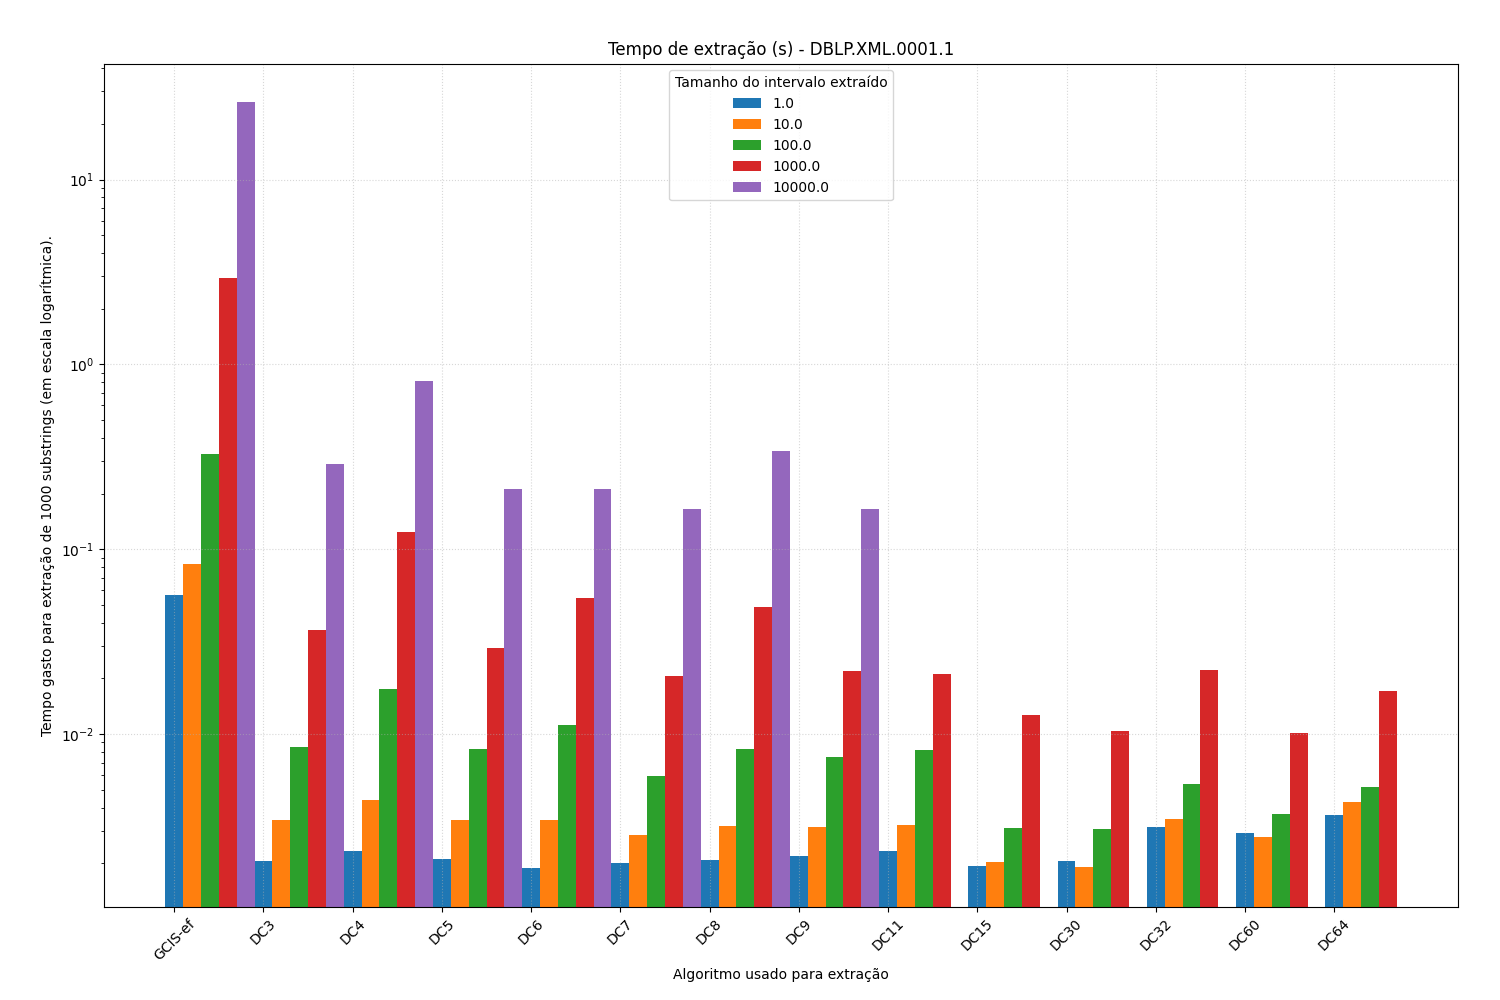 Tempo de extração (s) - DBLP.XML.0001.1
Tamanho do intervalo extraído
1.0
10.0
100.0
1000.0
10000.0
Tempo gasto para extração de 1000 substrings (em escala logarítmica).
10¹
10⁰
10⁻¹
10⁻²
GCIS-ef
DC3
DC4
DC5
DC6
DC7
DC8
DC9
DC11
DC15
DC30
DC32
DC60
DC64
Algoritmo usado para extração